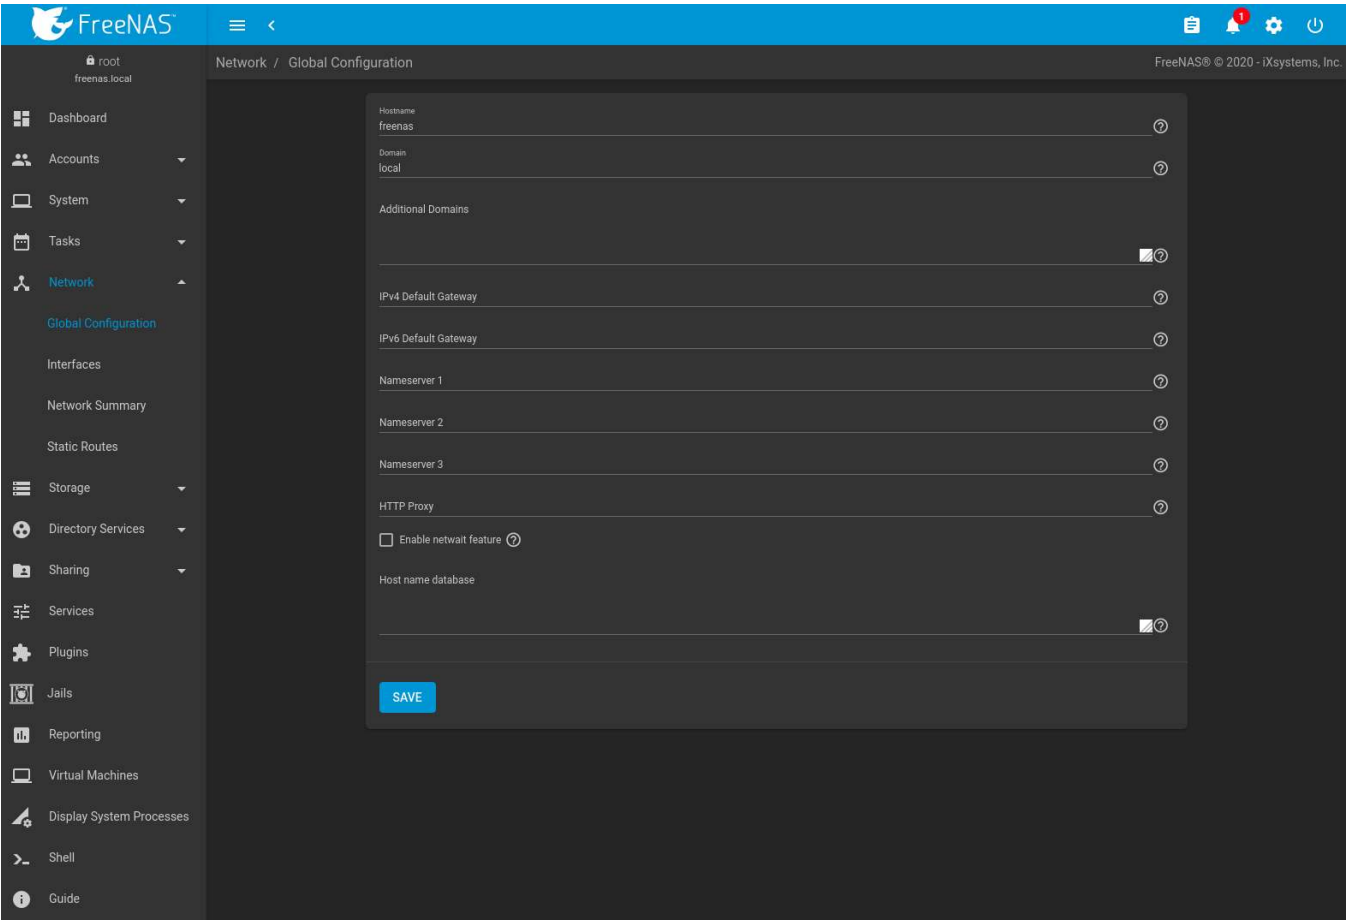 FreeNAS™
1
root
freenas.local
Network / Global Configuration
FreeNAS® © 2020 - iXsystems, Inc.
Dashboard
Accounts
System
Tasks
Network
Global Configuration
Interfaces
Network Summary
Static Routes
Storage
Directory Services
Sharing
Services
Plugins
Jails
Reporting
Virtual Machines
Display System Processes
Shell
Guide
Hostname
freenas
Domain
local
Additional Domains
IPv4 Default Gateway
IPv6 Default Gateway
Nameserver 1
Nameserver 2
Nameserver 3
HTTP Proxy
Enable netwait feature
Host name database
SAVE